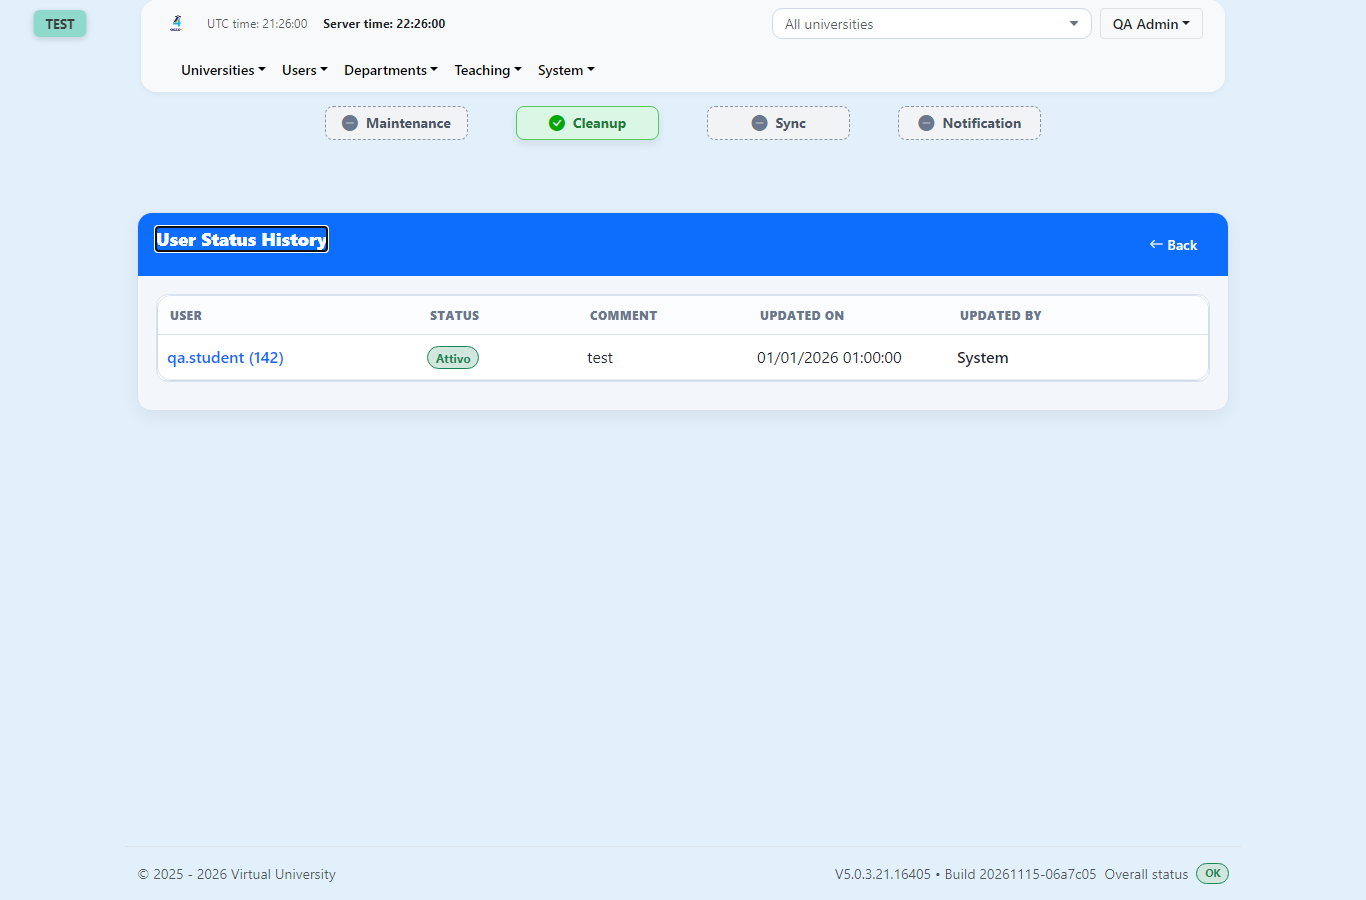 TEST
UTC time: 21:26:00 Server time: 22:26:00 All universities QA Admin
Universities Users Departments Teaching System
Maintenance Cleanup Sync Notification
User Status History
← Back
USER STATUS COMMENT UPDATED ON UPDATED BY
qa.student (142) Attivo test 01/01/2026 01:00:00 System
© 2025 - 2026 Virtual University V5.0.3.21.16405 • Build 20261115-06a7c05 Overall status OK